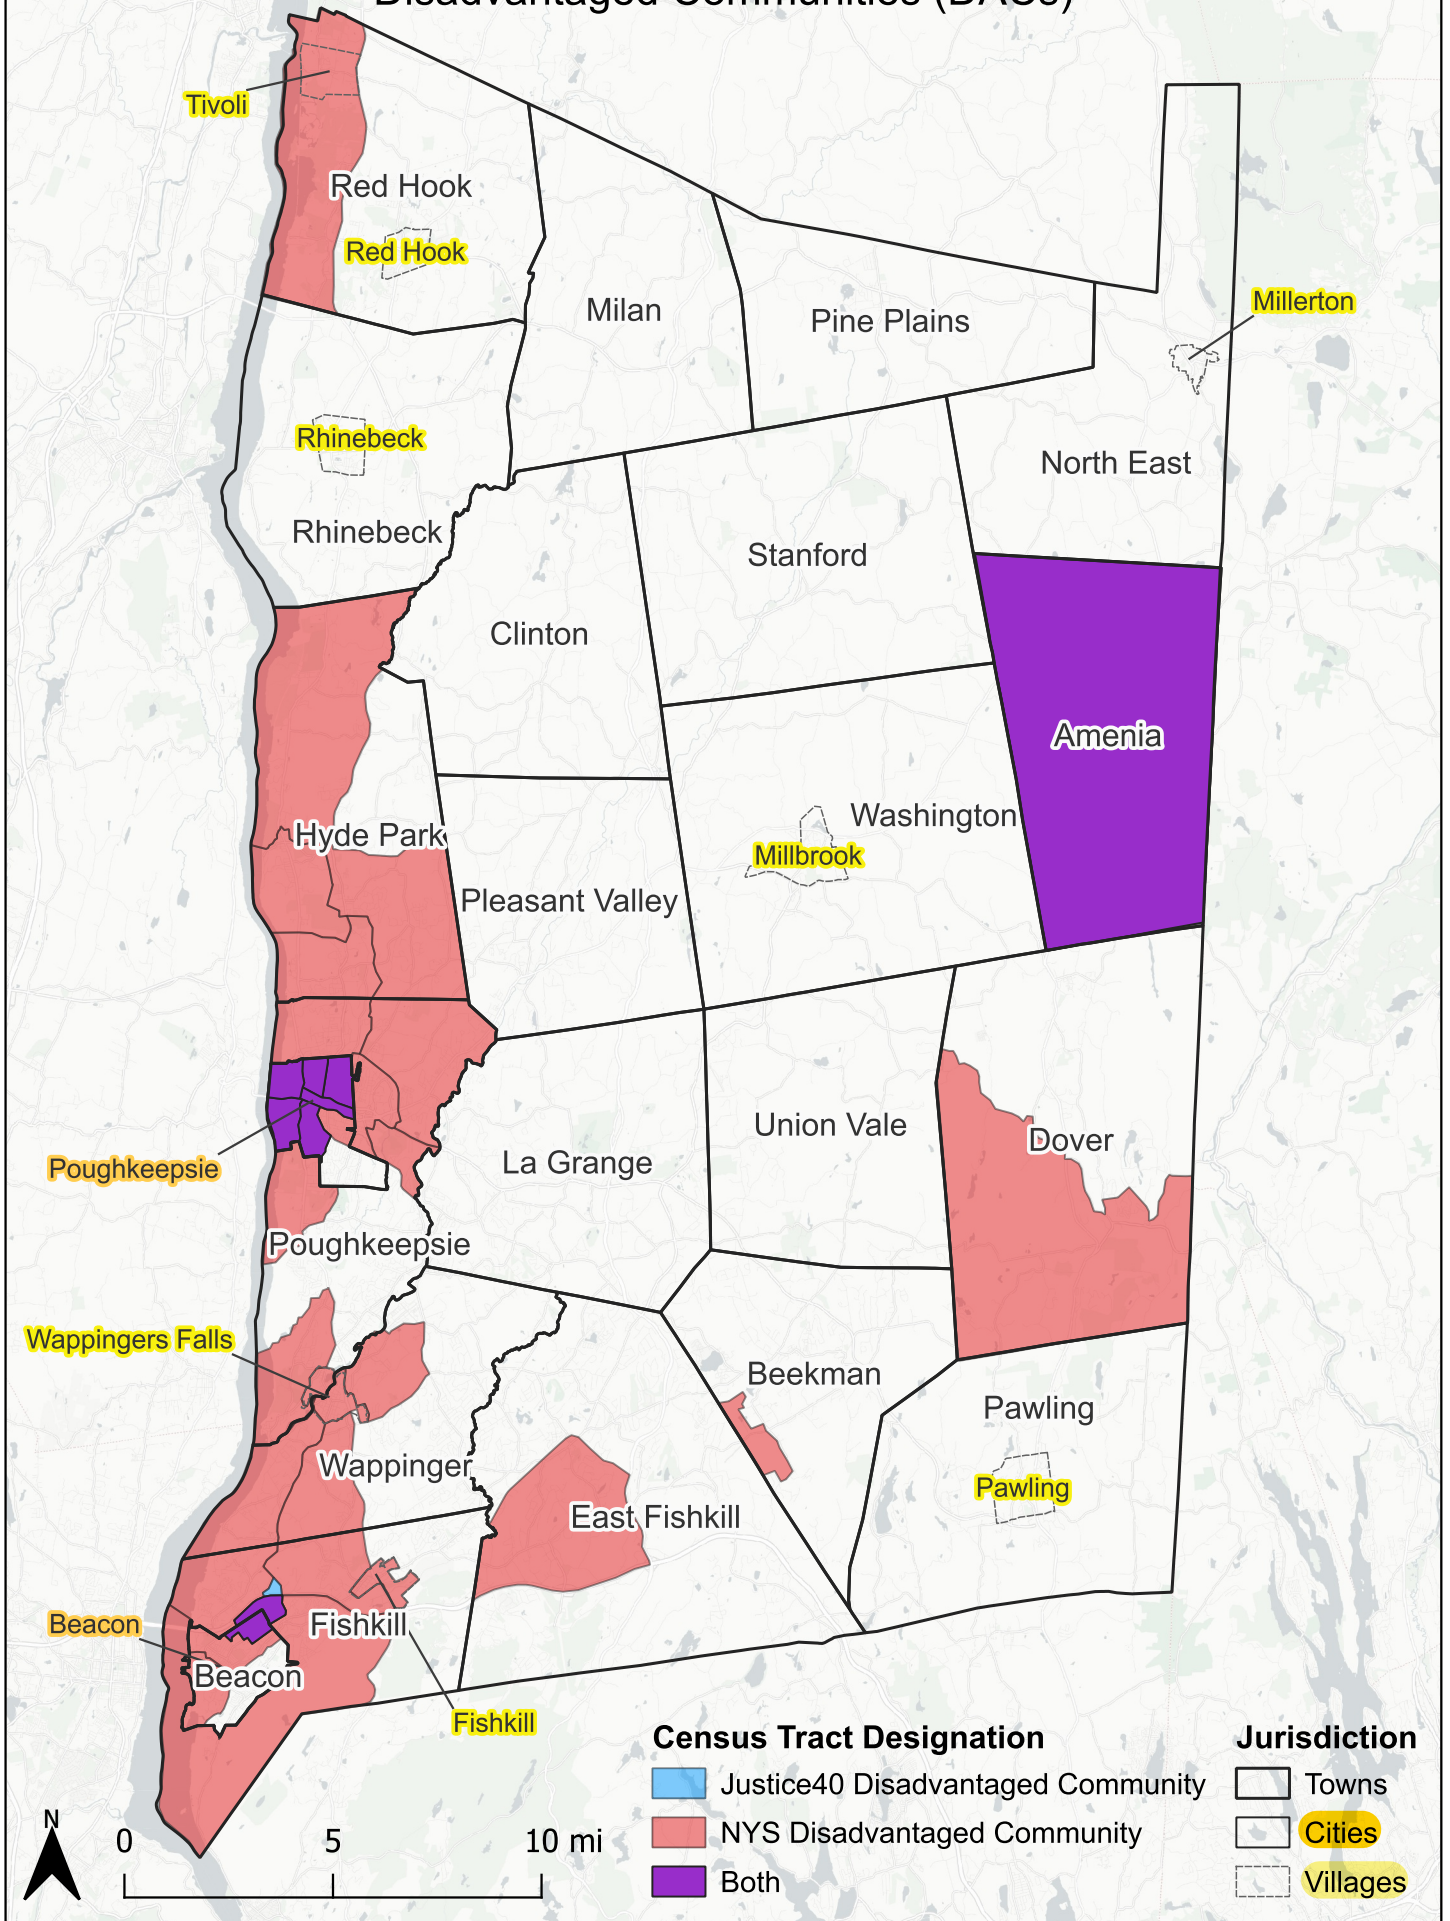 Disadvantaged Communities (DACs)
Tivoli
Red Hook
Red Hook
Milan
Pine Plains
Millerton
Rhinebeck
North East
Rhinebeck
Stanford
Clinton
Amenia
Washington
Hyde Park
Millbrook
Pleasant Valley
Union Vale
Dover
Poughkeepsie
La Grange
Poughkeepsie
Wappingers Falls
Beekman
Pawling
Wappinger
Pawling
East Fishkill
Beacon
Fishkill
Beacon
Fishkill
Census Tract Designation
Justice40 Disadvantaged Community
NYS Disadvantaged Community
Both
Jurisdiction
Towns
Cities
Villages
N
0 5 10 mi